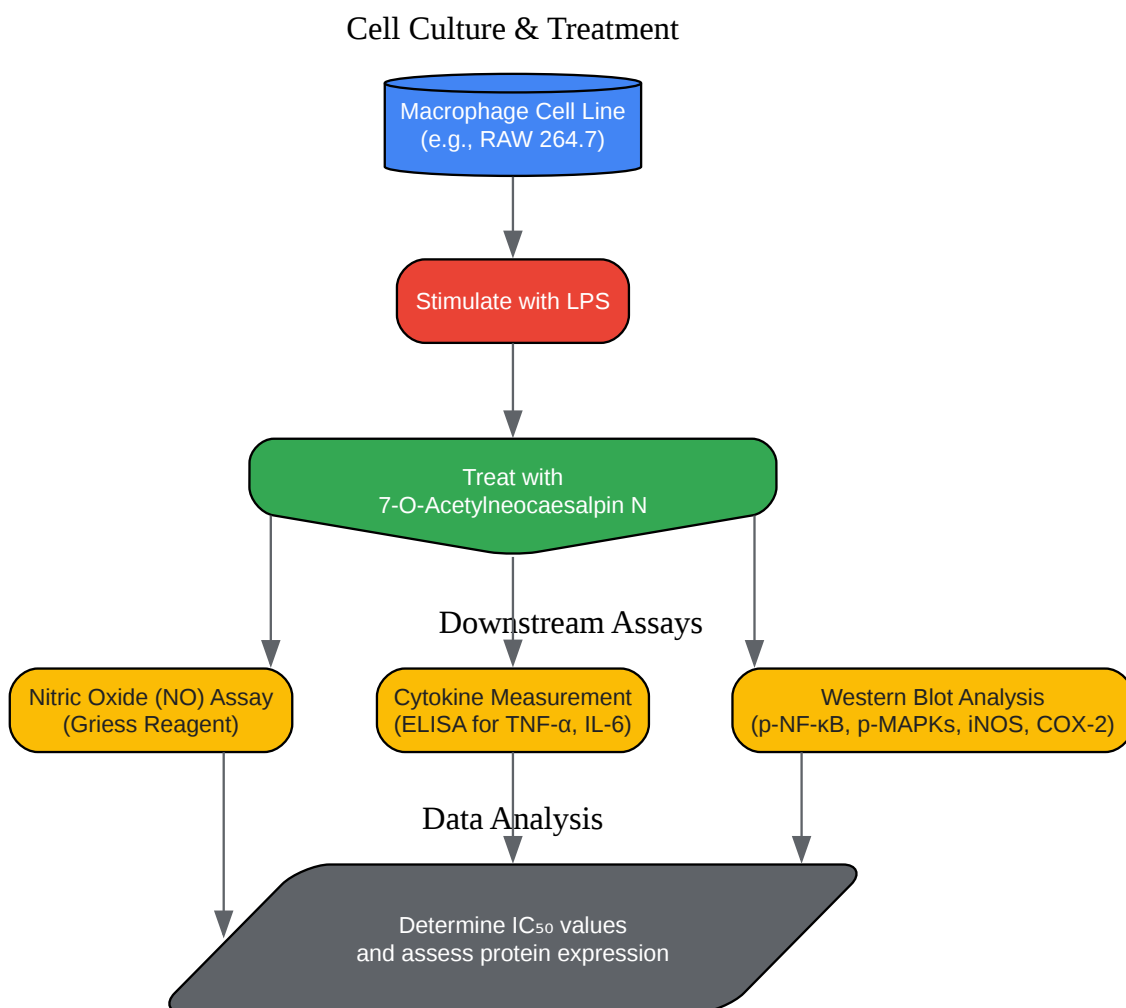 Cell Culture & Treatment
Macrophage Cell Line
(e.g., RAW 264.7)
Stimulate with LPS
Treat with
7-O-Acetylneocaesalpin N
Downstream Assays
Nitric Oxide (NO) Assay
(Griess Reagent)
Cytokine Measurement
(ELISA for TNF-α, IL-6)
Western Blot Analysis
(p-NF-κB, p-MAPKs, iNOS, COX-2)
Data Analysis
Determine IC₅₀ values
and assess protein expression